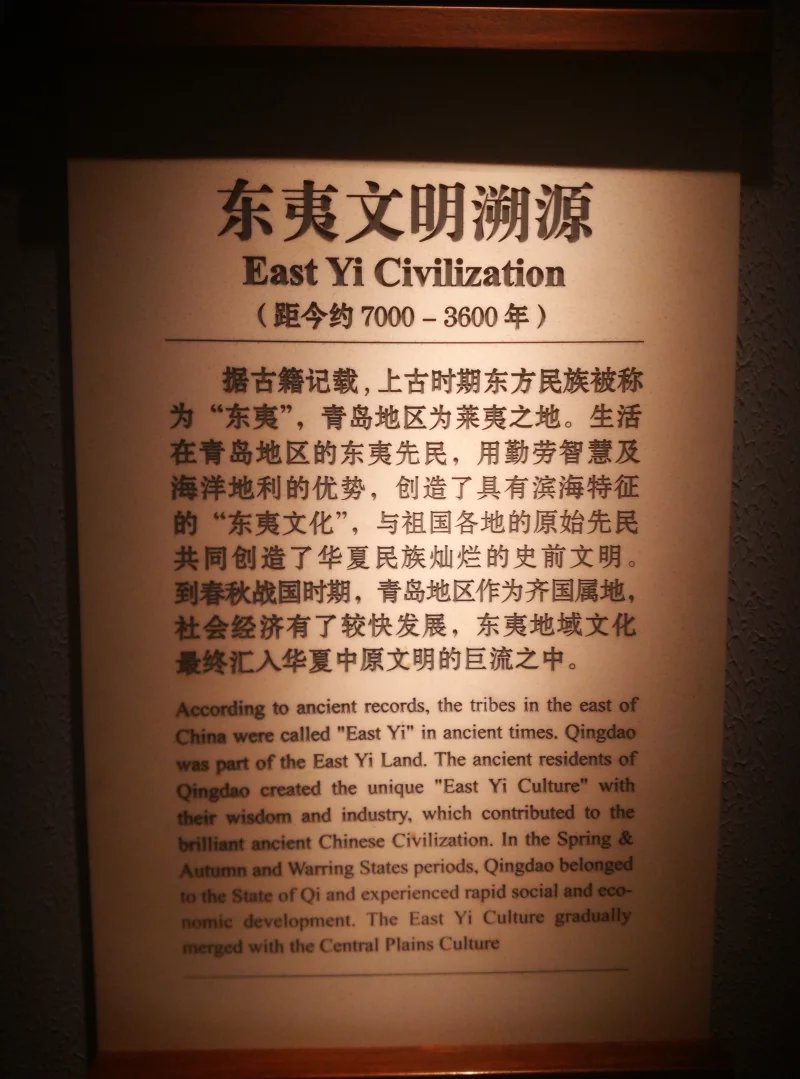 东夷文明溯源
East Yi Civilization
（距今约 7000 – 3600 年）
据古籍记载，上古时期东方民族被称
为“东夷”，青岛地区为莱夷之地。生活
在青岛地区的东夷先民，用勤劳智慧及
海洋地利的优势，创造了具有滨海特征
的“东夷文化”，与祖国各地的原始先民
共同创造了华夏民族灿烂的史前文明。
到春秋战国时期，青岛地区作为齐国属地，
社会经济有了较快发展，东夷地域文化
最终汇入华夏中原文明的巨流之中。
According to ancient records, the tribes in the east of
China were called "East Yi" in ancient times. Qingdao
was part of the East Yi Land. The ancient residents of
Qingdao created the unique "East Yi Culture" with
their wisdom and industry, which contributed to the
brilliant ancient Chinese Civilization. In the Spring &
Autumn and Warring States periods, Qingdao belonged
to the State of Qi and experienced rapid social and eco-
nomic development. The East Yi Culture gradually
merged with the Central Plains Culture